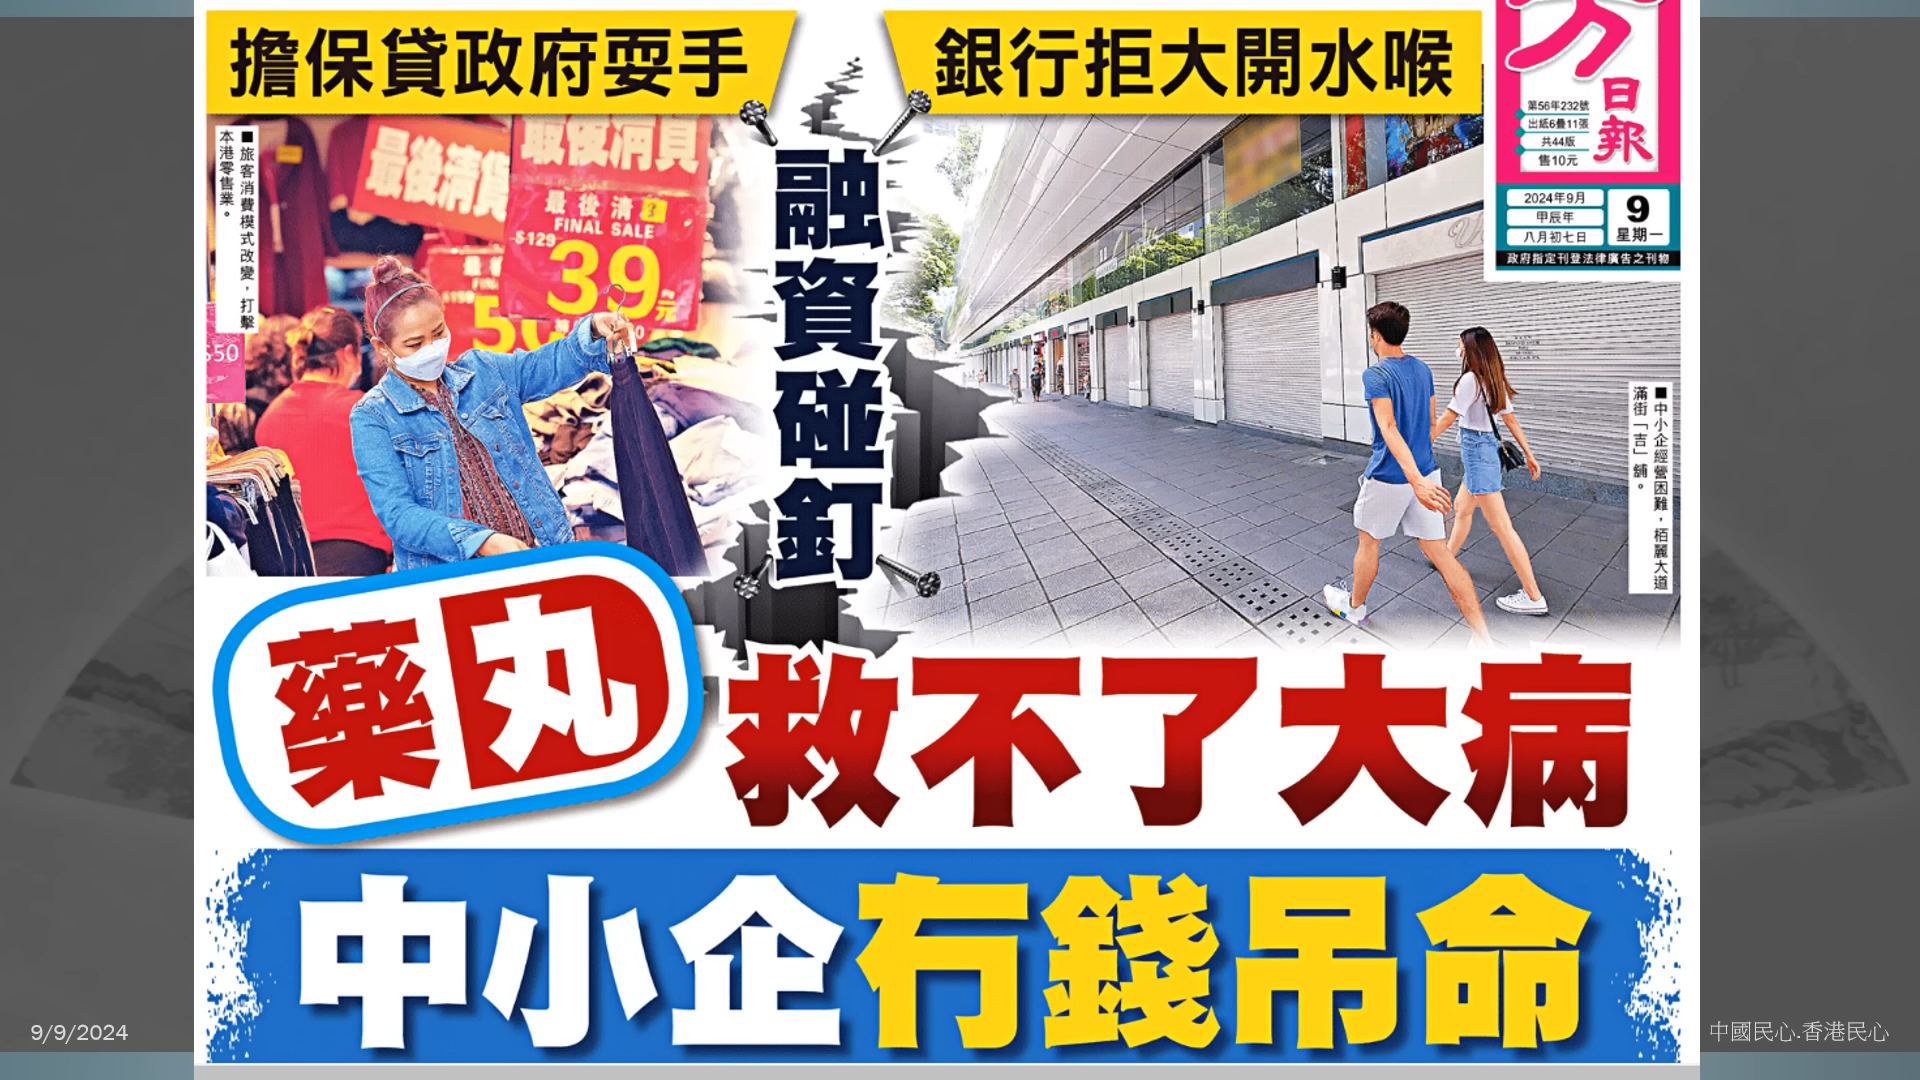 擔保貸政府耍手
銀行拒大開水喉
日報
第56年232號
出紙6疊11張
共44版
售10元
2024年9月
甲辰年
八月初七日
9
星期一
政府指定刊登法律廣告之刊物
■旅客消費模式改變，打擊
本港零售業。
最後清貨
最後清貨
最後清
FINAL SALE
$129
39元
$50
融資碰釘
■中小企經營困難，栢麗大道
滿街「吉」舖。
藥丸救不了大病
中小企冇錢吊命
9/9/2024
中國民心.香港民心